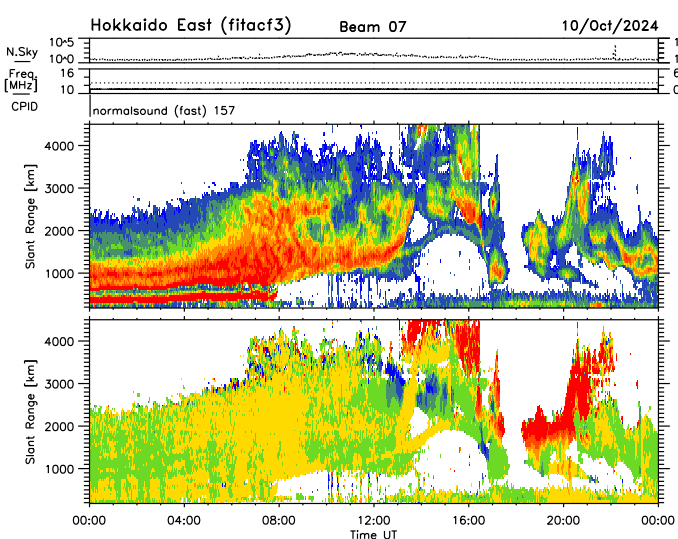 Hokkaido East (fitacf3) Beam 07 10/Oct/2024
N.Sky 10^5 10^0 1 1
Freq. [MHz] 16 10 6 0
CPID normalsound (fast) 157
Slant Range [km] 4000 3000 2000 1000
Slant Range [km] 4000 3000 2000 1000
00:00 04:00 08:00 12:00 16:00 20:00 00:00
Time UT